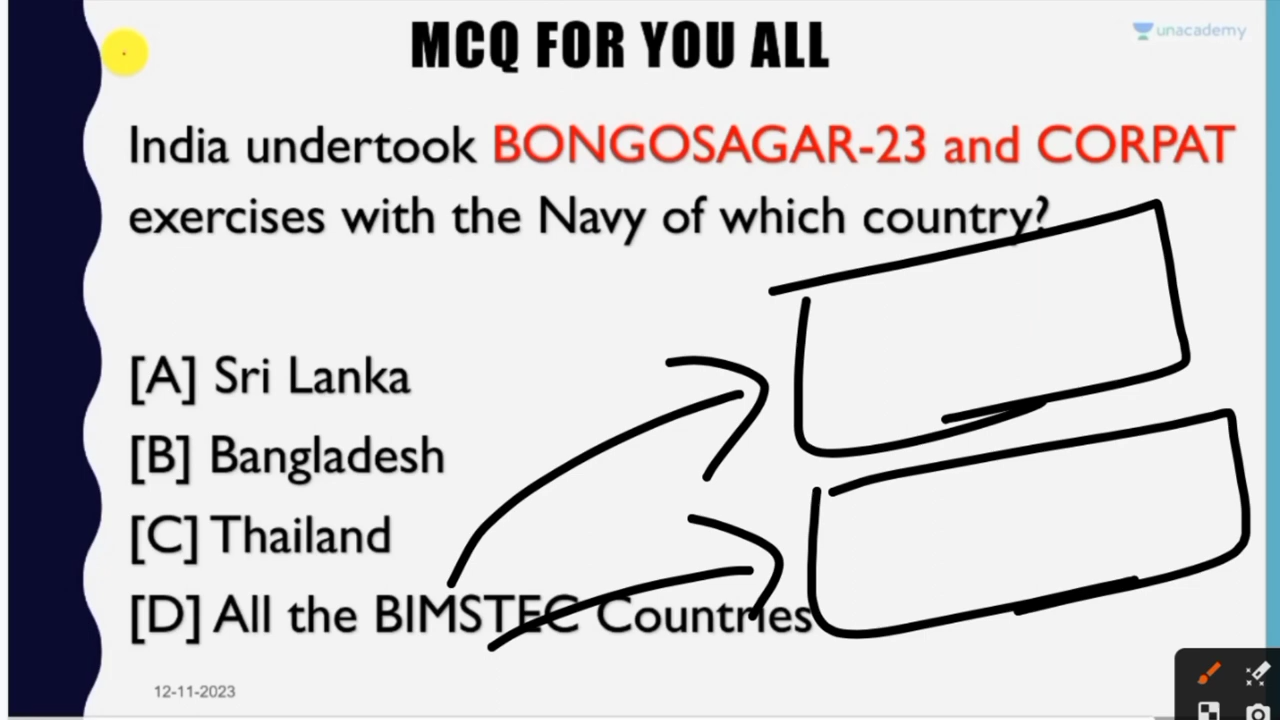 MCQ FOR YOU ALL
unacademy
India undertook BONGOSAGAR-23 and CORPAT
exercises with the Navy of which country?
[A] Sri Lanka
[B] Bangladesh
[C] Thailand
[D] All the BIMSTEC Countries
12-11-2023